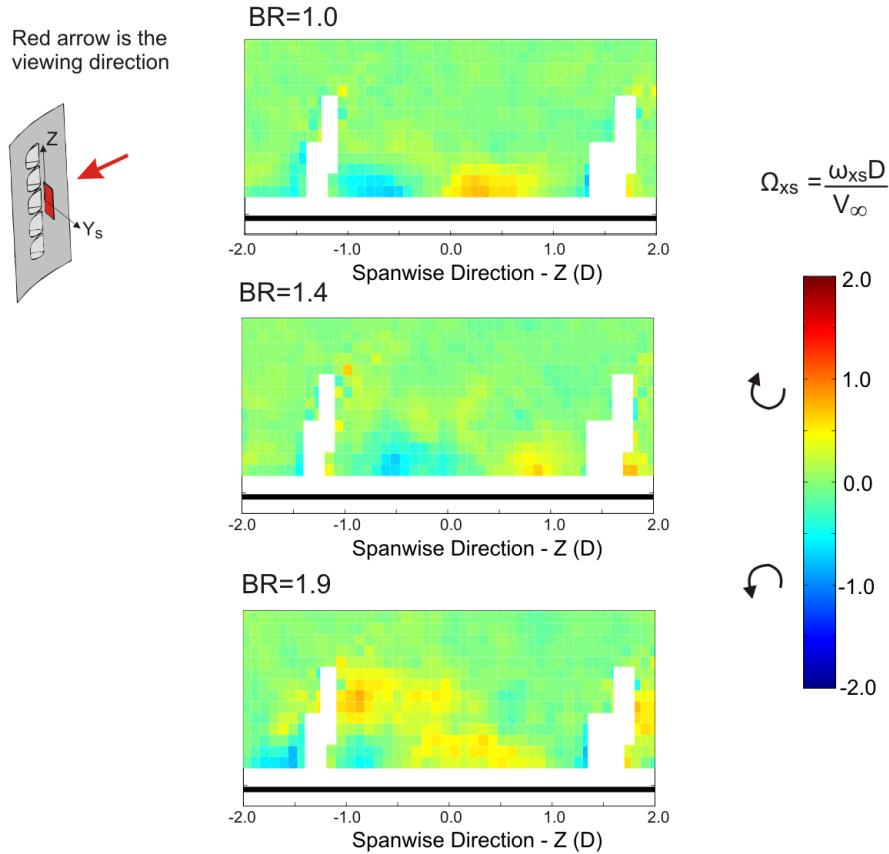 BR=1.0
Red arrow is the
viewing direction
Z
Yₛ
-2.0 -1.0 0.0 1.0 2.0
Spanwise Direction - Z (D)
Ωₓₛ = ωₓₛD
V∞
BR=1.4
-2.0 -1.0 0.0 1.0 2.0
Spanwise Direction - Z (D)
2.0
1.0
0.0
-1.0
-2.0
BR=1.9
-2.0 -1.0 0.0 1.0 2.0
Spanwise Direction - Z (D)